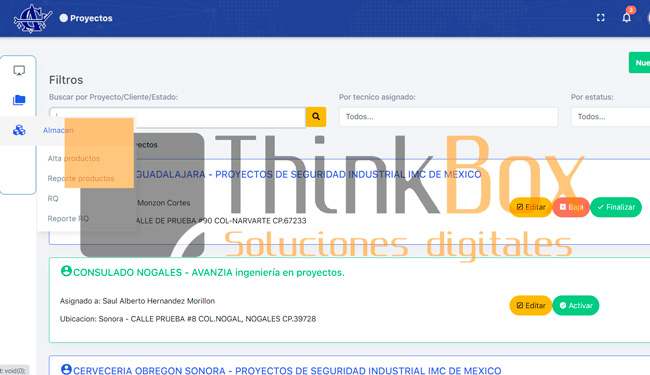 Proyectos
3
Nue
Filtros
Buscar por Proyecto/Cliente/Estado:
Por tecnico asignado:
Por estatus:
Todos...
Todos...
Almacen
Alta productos
Reporte productos
RQ
Reporte RQ
ThinkBox
Soluciones digitales
GUADALAJARA - PROYECTOS DE SEGURIDAD INDUSTRIAL IMC DE MEXICO
Monzon Cortes
CALLE DE PRUEBA #90 COL-NARVARTE CP.67233
Editar
Baja
Finalizar
CONSULADO NOGALES - AVANZIA ingeniería en proyectos.
Asignado a: Saul Alberto Hernandez Morillon
Ubicacion: Sonora - CALLE PRUEBA #8 COL.NOGAL, NOGALES CP.39728
Editar
Activar
CERVECERIA OBREGON SONORA - PROYECTOS DE SEGURIDAD INDUSTRIAL IMC DE MEXICO
t: void(0);